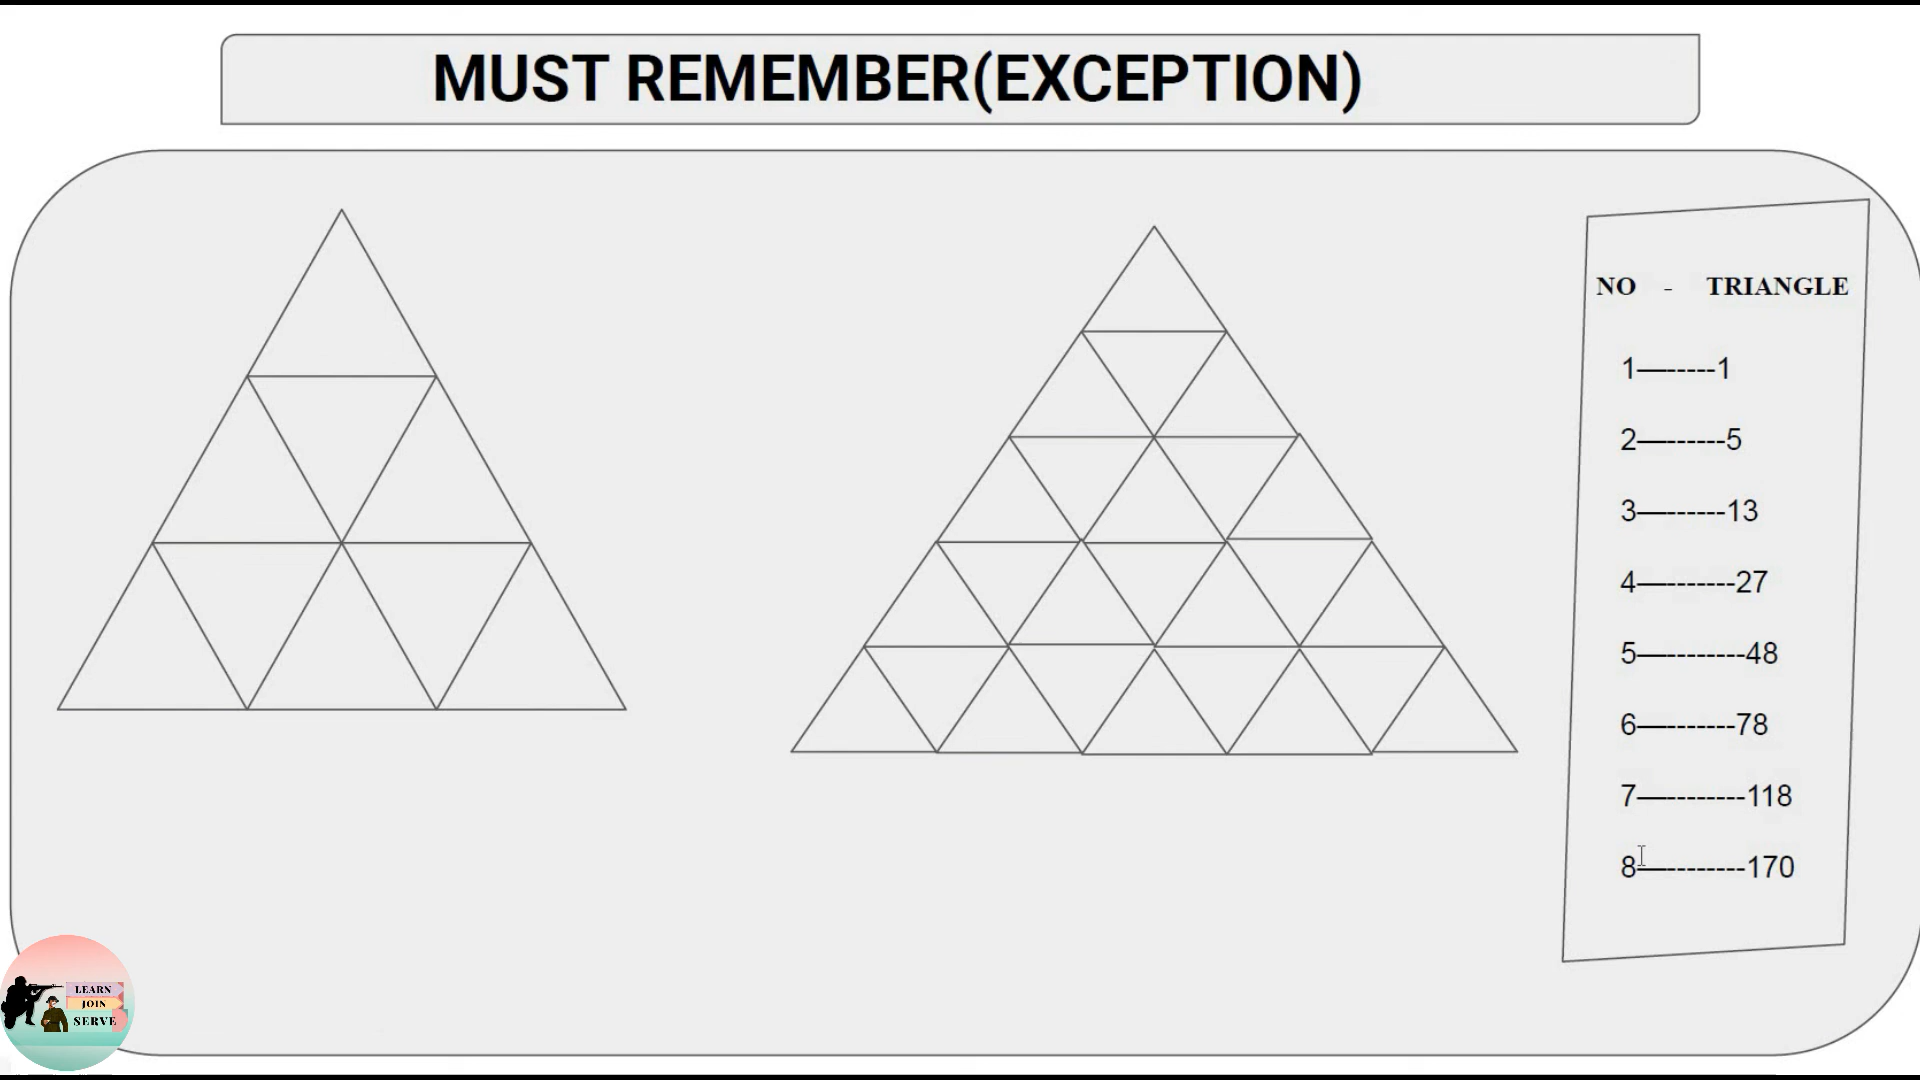 MUST REMEMBER(EXCEPTION)
NO - TRIANGLE
1—------1
2—-------5
3—-------13
4—--------27
5—---------48
6—--------78
7—---------118
8—---------170
LEARN
JOIN
SERVE